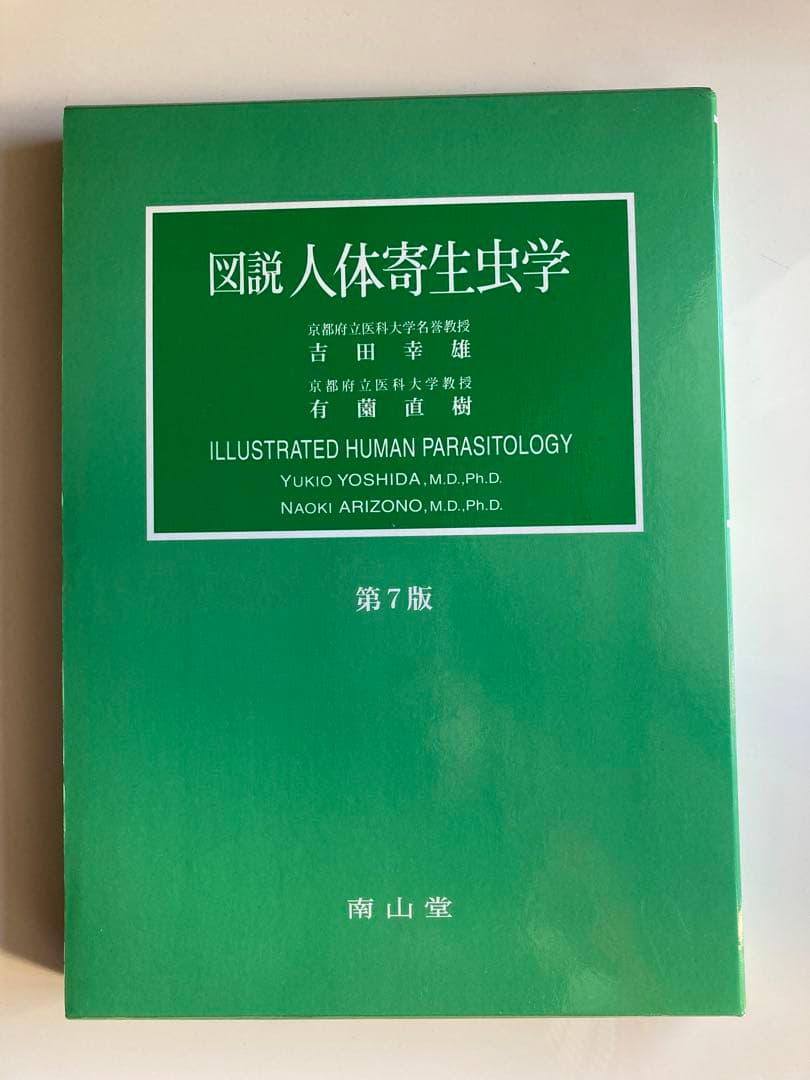 図説 人体寄生虫学
京都府立医科大学名誉教授
吉田幸雄
京都府立医科大学教授
有薗直樹
ILLUSTRATED HUMAN PARASITOLOGY
YUKIO YOSHIDA, M.D.,Ph.D.
NAOKI ARIZONO, M.D.,Ph.D.
第7版
南山堂